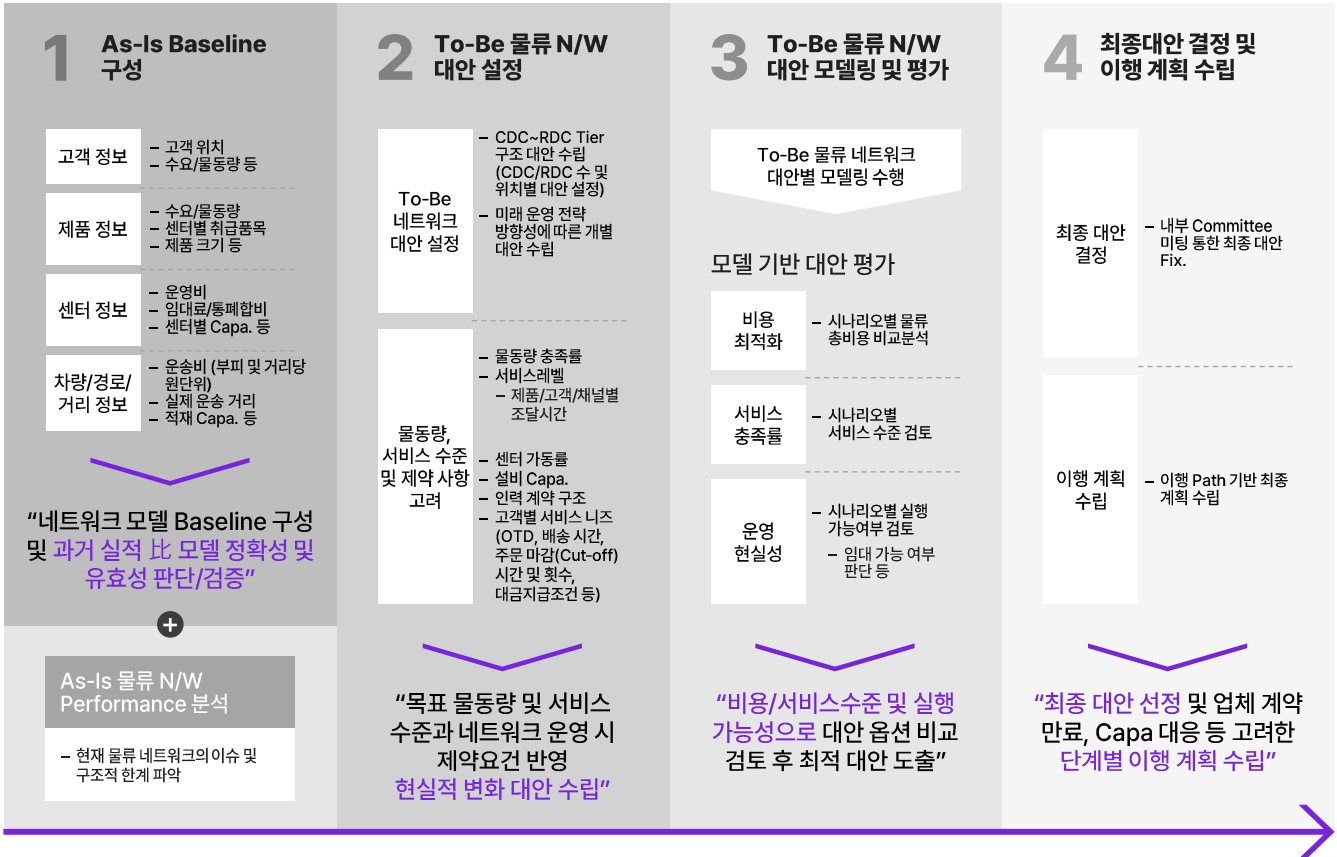 1
As-Is Baseline
구성
고객 정보
– 고객 위치
– 수요/물동량 등
제품 정보
– 수요/물동량
– 센터별 취급품목
– 제품 크기 등
센터 정보
– 운영비
– 임대료/통폐합비
– 센터별 Capa. 등
차량/경로/
거리 정보
– 운송비 (부피 및 거리당
원단위)
– 실제 운송 거리
– 적재 Capa. 등
“네트워크 모델 Baseline 구성
및 과거 실적 比 모델 정확성 및
유효성 판단/검증”
+
As-Is 물류 N/W
Performance 분석
– 현재 물류 네트워크의 이슈 및
구조적 한계 파악
2
To-Be 물류 N/W
대안 설정
To-Be
네트워크
대안 설정
– CDC~RDC Tier
구조 대안 수립
(CDC/RDC 수 및
위치별 대안 설정)
– 미래 운영 전략
방향성에 따른 개별
대안 수립
물동량,
서비스 수준
및 제약 사항
고려
– 물동량 충족률
– 서비스레벨
– 제품/고객/채널별
조달시간
– 센터 가동률
– 설비 Capa.
– 인력 계약 구조
– 고객별 서비스 니즈
(OTD, 배송 시간,
주문 마감(Cut-off)
시간 및 횟수,
대금지급조건 등)
“목표 물동량 및 서비스
수준과 네트워크 운영 시
제약요건 반영
현실적 변화 대안 수립”
3
To-Be 물류 N/W
대안 모델링 및 평가
To-Be 물류 네트워크
대안별 모델링 수행
모델 기반 대안 평가
비용
최적화
– 시나리오별 물류
총비용 비교분석
서비스
충족률
– 시나리오별
서비스 수준 검토
운영
현실성
– 시나리오별 실행
가능여부 검토
– 임대 가능 여부
판단 등
“비용/서비스수준 및 실행
가능성으로 대안 옵션 비교
검토 후 최적 대안 도출”
4
최종대안 결정 및
이행 계획 수립
최종 대안
결정
– 내부 Committee
미팅 통한 최종 대안
Fix.
이행 계획
수립
– 이행 Path 기반 최종
계획 수립
“최종 대안 선정 및 업체 계약
만료, Capa 대응 등 고려한
단계별 이행 계획 수립”